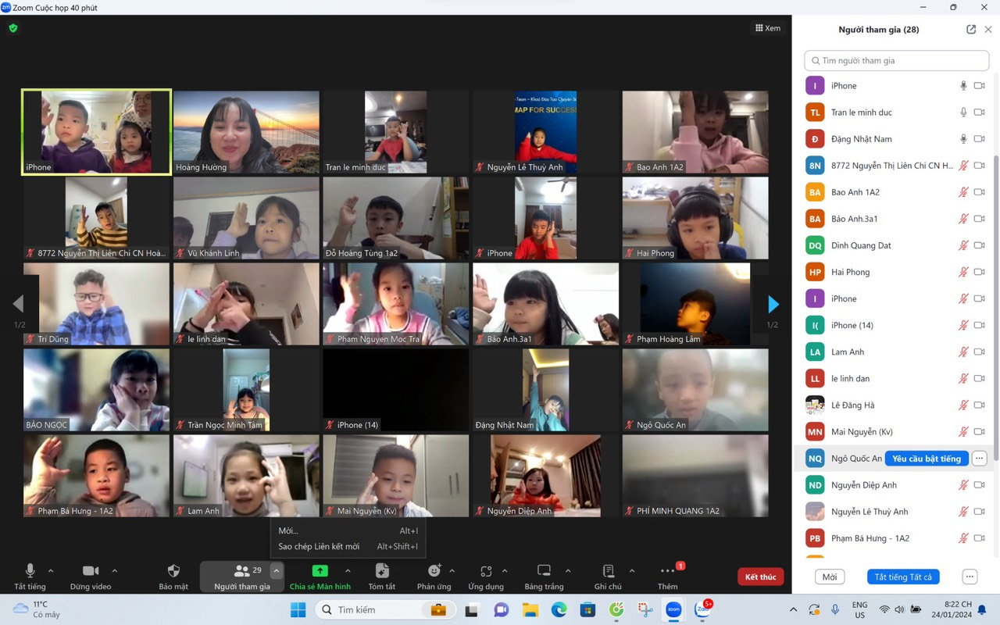 Zoom Cuộc họp 40 phút
Xem
iPhone
Hoàng Hường
Tran le minh duc
Team – Khoá Đào Tạo Chuyên
MAP FOR SUCCESS
Nguyễn Lê Thuỳ Anh
Bao Anh 1A2
8772 Nguyễn Thị Liên Chi CN Hoà...
Vũ Khánh Linh
Đỗ Hoàng Tùng 1a2
iPhone
Hai Phong
Trí Dũng
le linh dan
Pham Nguyen Moc Tra
Bảo Anh.3a1
Phạm Hoàng Lâm
1/2
1/2
BẢO NGỌC
Trần Ngọc Minh Tâm
iPhone (14)
Đặng Nhật Nam
Ngô Quốc An
Phạm Bá Hưng - 1A2
Lam Anh
Mai Nguyễn (Kv)
Nguyễn Diệp Anh
PHÍ MINH QUANG 1A2
Mời... Alt+I
Sao chép Liên kết mời Alt+Shift+I
Tắt tiếng
Dừng video
Bảo mật
29
Người tham gia
Chia sẻ Màn hình
Tóm tắt
Phản ứng
Ứng dụng
Bảng trắng
Ghi chú
1
Thêm
Kết thúc
Người tham gia (28)
Tìm người tham gia
I iPhone
TL Tran le minh duc
Đ Đặng Nhật Nam
8N 8772 Nguyễn Thị Liên Chi CN H...
BA Bao Anh 1A2
BA Bảo Anh.3a1
DQ Dinh Quang Dat
HP Hai Phong
I iPhone
I( iPhone (14)
LA Lam Anh
LL le linh dan
Lê Đăng Hà
MN Mai Nguyễn (Kv)
NQ Ngô Quốc An Yêu cầu bật tiếng
ND Nguyễn Diệp Anh
Nguyễn Lê Thuỳ Anh
PB Phạm Bá Hưng - 1A2
Mời Tắt tiếng Tất cả
11°C
Có mây
Tìm kiếm
zoom
Zalo
5+
ENG
US
8:22 CH
24/01/2024